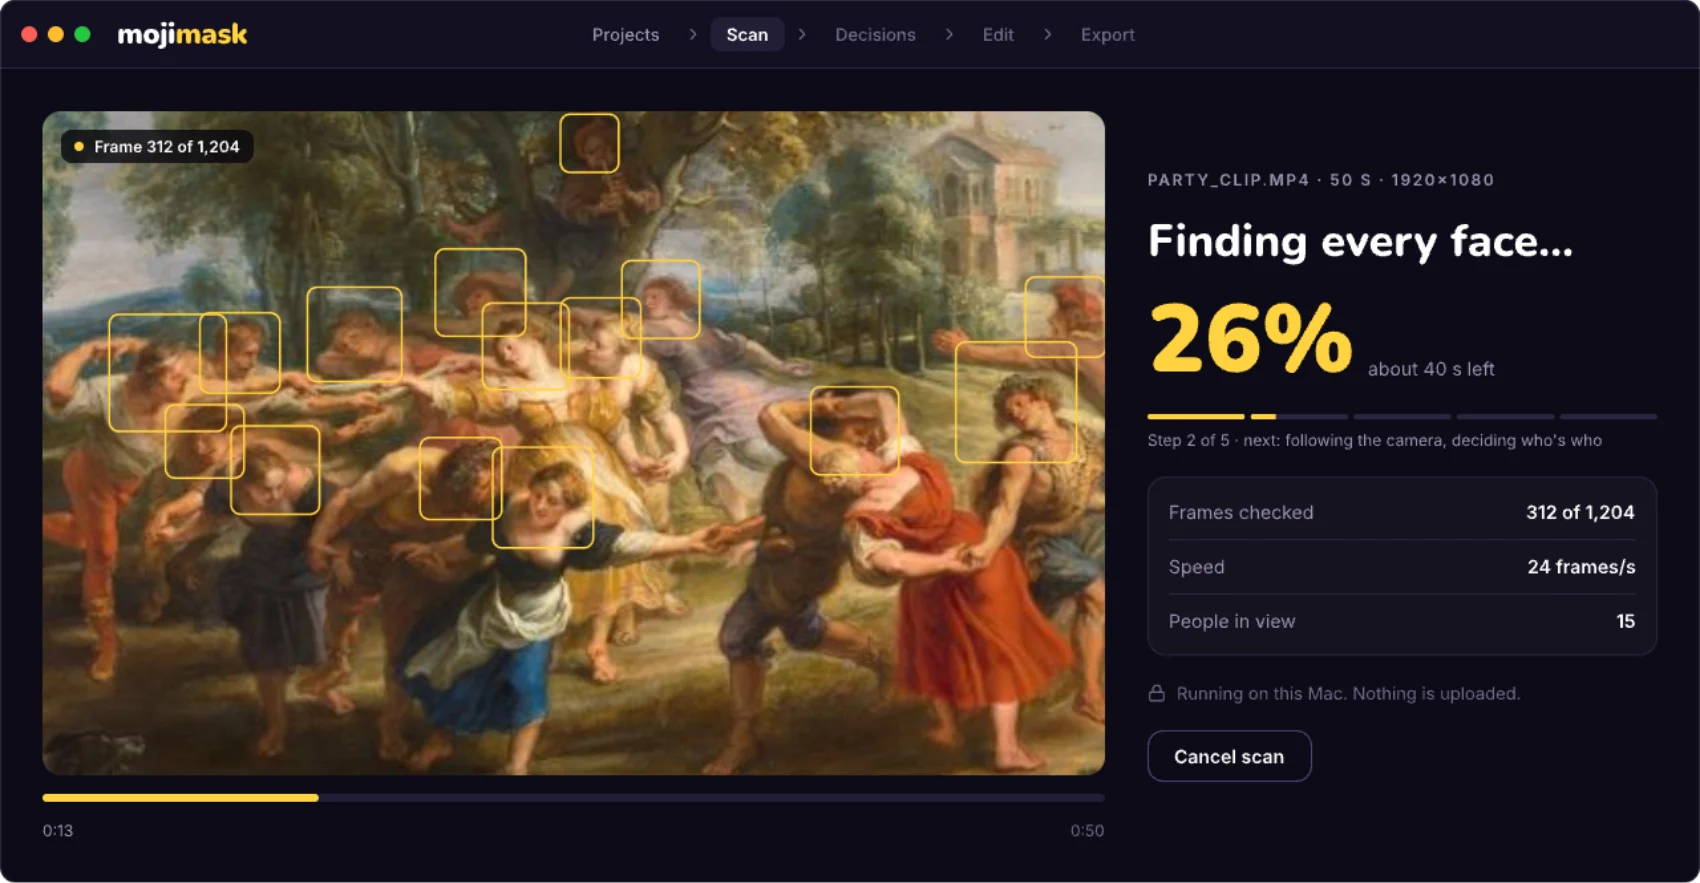 mojimask
Projects > Scan > Decisions > Edit > Export
Frame 312 of 1,204
PARTY_CLIP.MP4 · 50 S · 1920×1080
Finding every face...
26% about 40 s left
Step 2 of 5 · next: following the camera, deciding who's who
Frames checked 312 of 1,204
Speed 24 frames/s
People in view 15
Running on this Mac. Nothing is uploaded.
Cancel scan
0:13 0:50